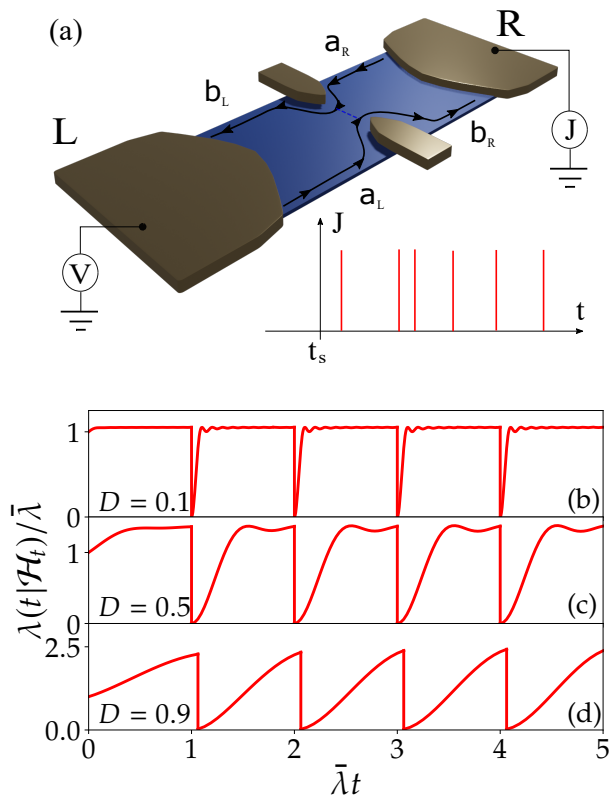 (a)
R
a_R
b_L
L
J
b_R
a_L
J
V
t
t_s
λ(t|ℋ_t)/λ̄
1
D = 0.1
(b)
0
1
D = 0.5
(c)
0
2.5
D = 0.9
(d)
0.0
0 1 2 3 4 5
λ̄t